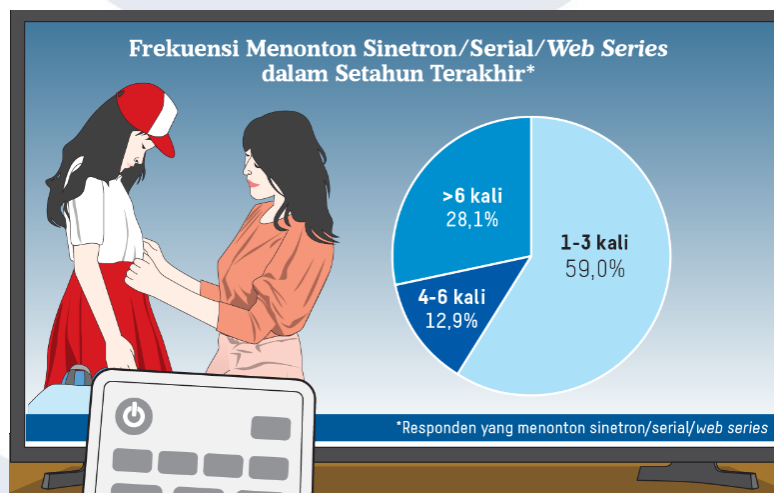 Frekuensi Menonton Sinetron/Serial/Web Series
dalam Setahun Terakhir*
>6 kali
28,1%
1-3 kali
59,0%
4-6 kali
12,9%
*Responden yang menonton sinetron/serial/web series